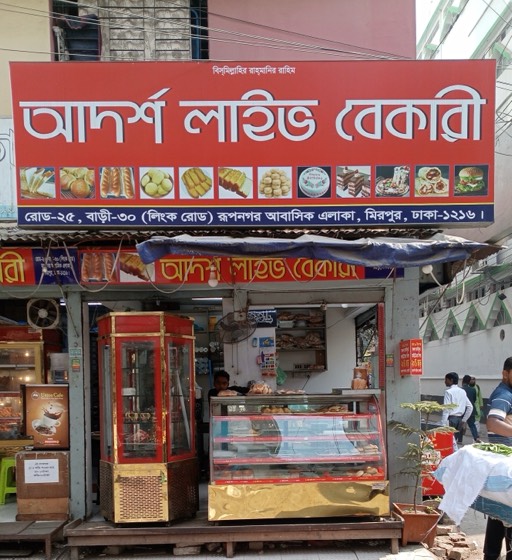 বিসমিল্লাহির রাহমানির রাহিম
আদর্শ লাইভ বেকারী
রোড-২৫, বাড়ী-৩০ (লিংক রোড) রূপনগর আবাসিক এলাকা, মিরপুর, ঢাকা-১২১৬।
রী
আদর্শ লাইভ বেকারী